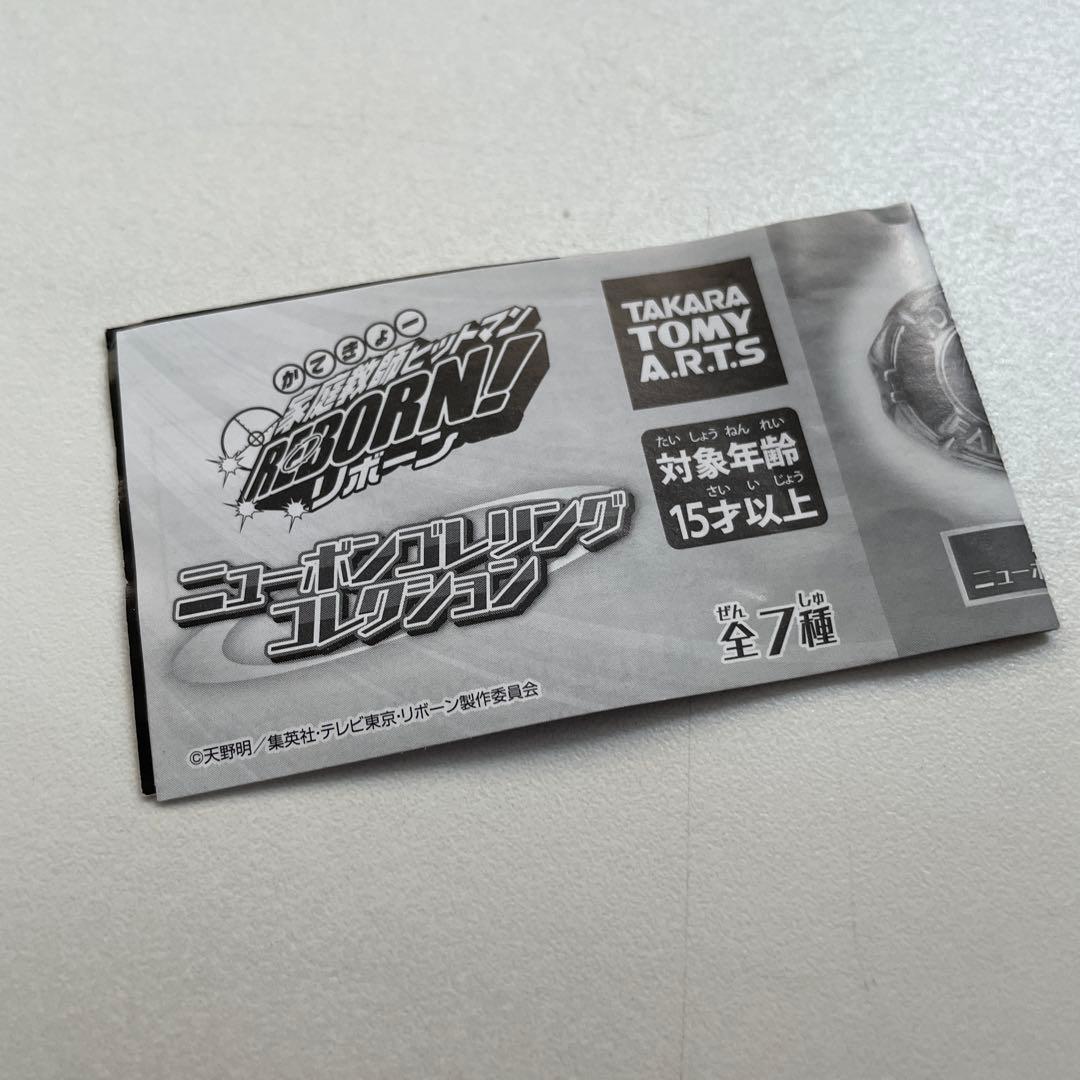 かてきょー
家庭教師ヒットマン
REBORN!
リボーン
ニューボンゴレリング
コレクション
©天野明／集英社・テレビ東京・リボーン製作委員会
TAKARA
TOMY
A.R.T.S
たいしょうねんれい
対象年齢
さいいじょう
15才以上
ぜん しゅ
全7種
ニューボ